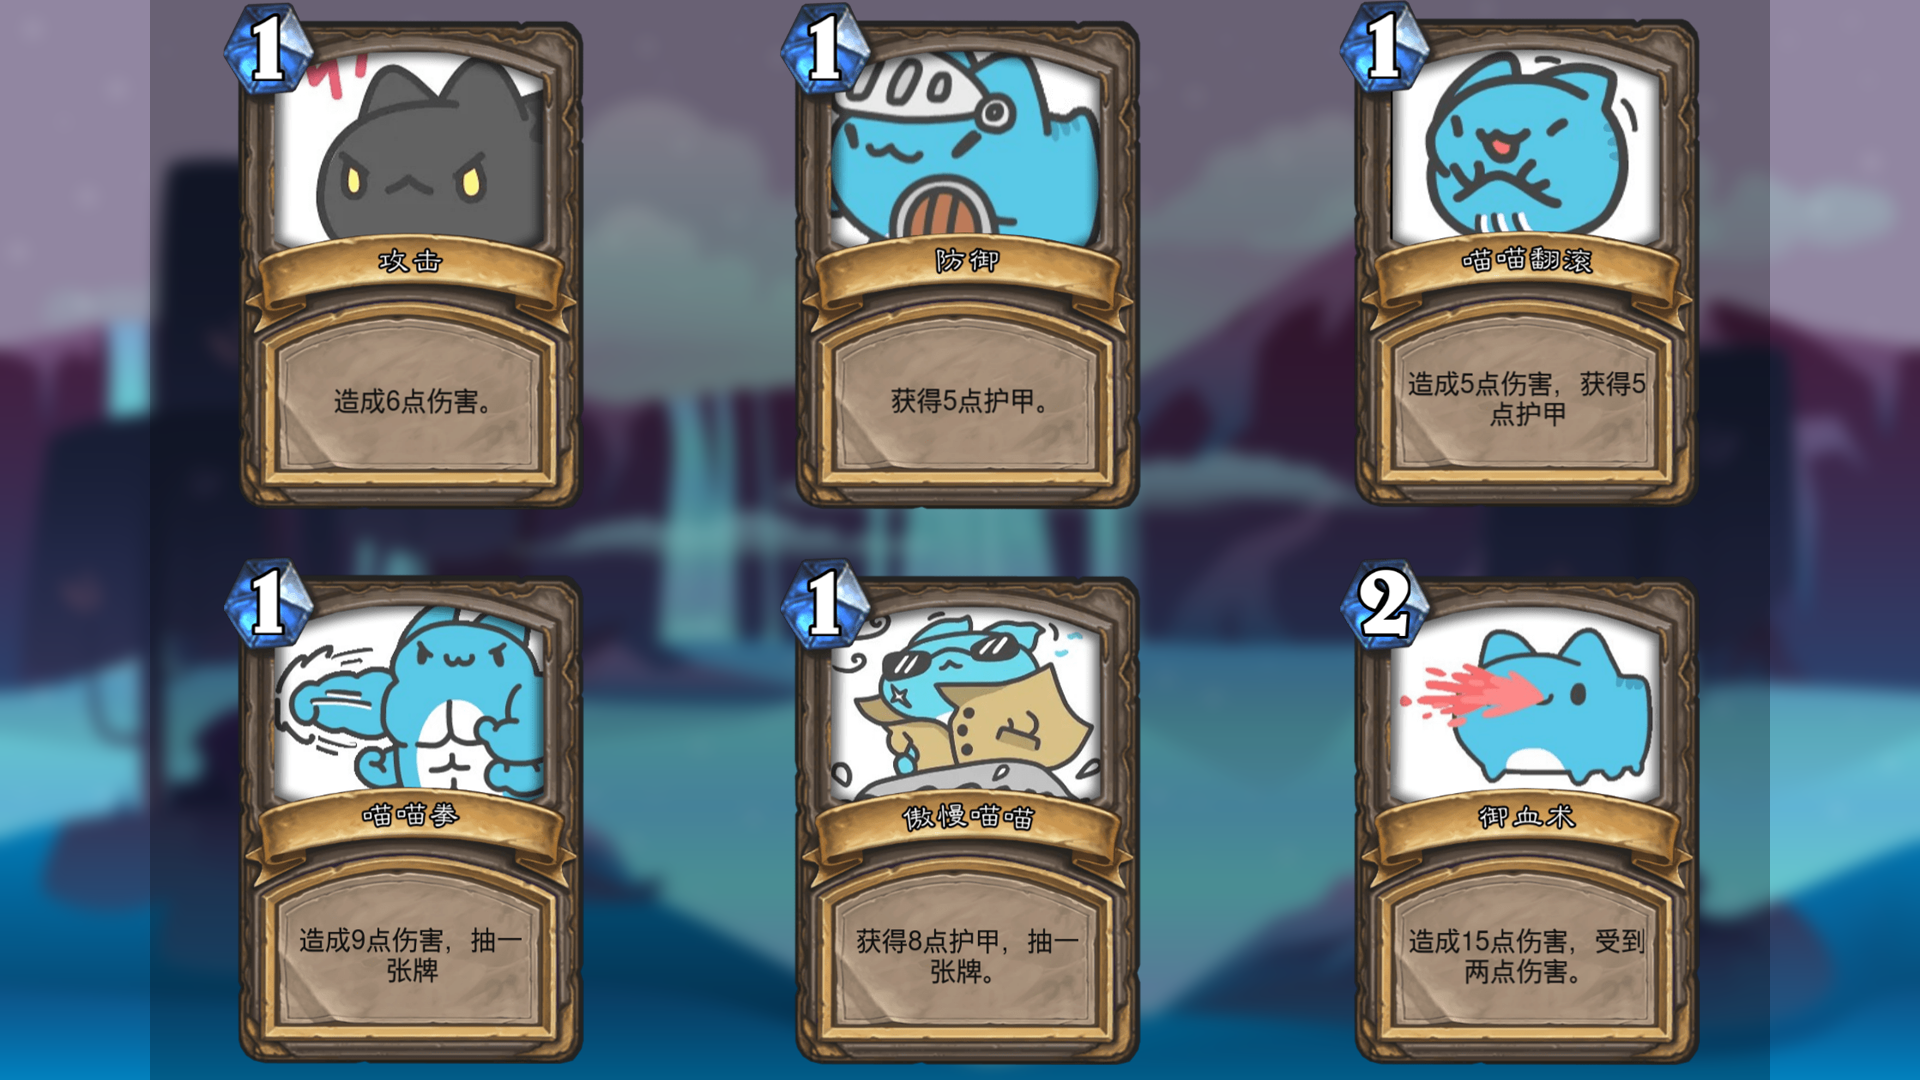 1
攻击
造成6点伤害。
1
防御
获得5点护甲。
1
喵喵翻滚
造成5点伤害，获得5
点护甲
1
喵喵拳
造成9点伤害，抽一
张牌
1
傲慢喵喵
获得8点护甲，抽一
张牌。
2
御血术
造成15点伤害，受到
两点伤害。